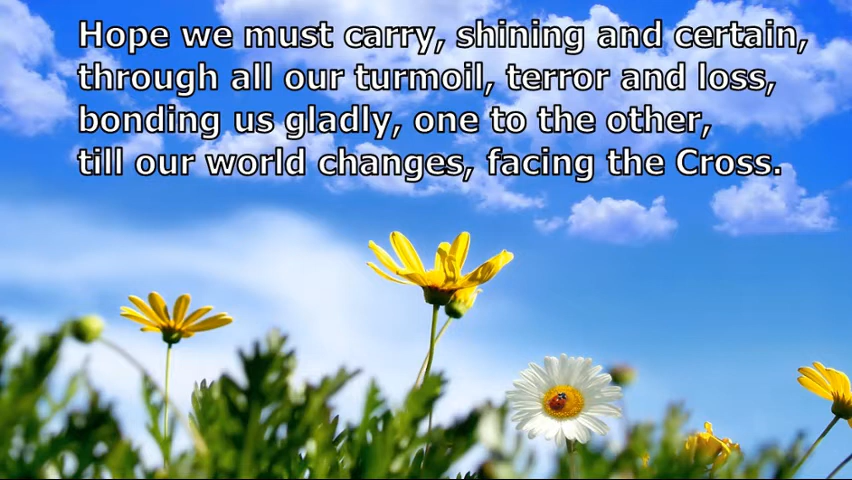 Hope we must carry, shining and certain,
through all our turmoil, terror and loss,
bonding us gladly, one to the other,
till our world changes, facing the Cross.